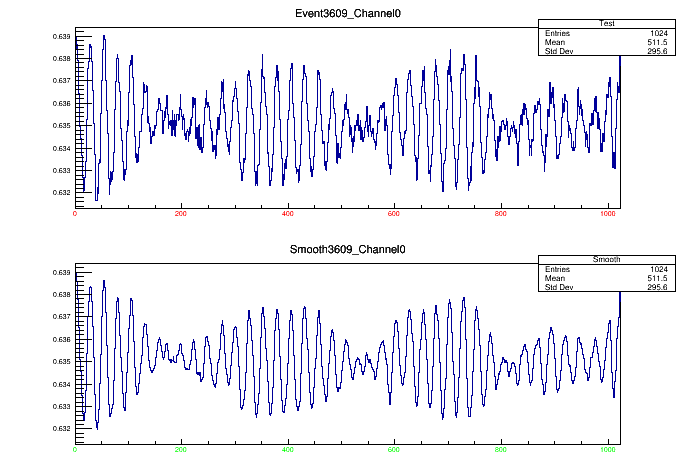 Event3609_Channel0
Test
Entries 1024
Mean 511.5
Std Dev 295.6
0.639
0.638
0.637
0.636
0.635
0.634
0.633
0.632
0 200 400 600 800 1000
Smooth3609_Channel0
Smooth
Entries 1024
Mean 511.5
Std Dev 295.6
0.639
0.638
0.637
0.636
0.635
0.634
0.633
0.632
0 200 400 600 800 1000